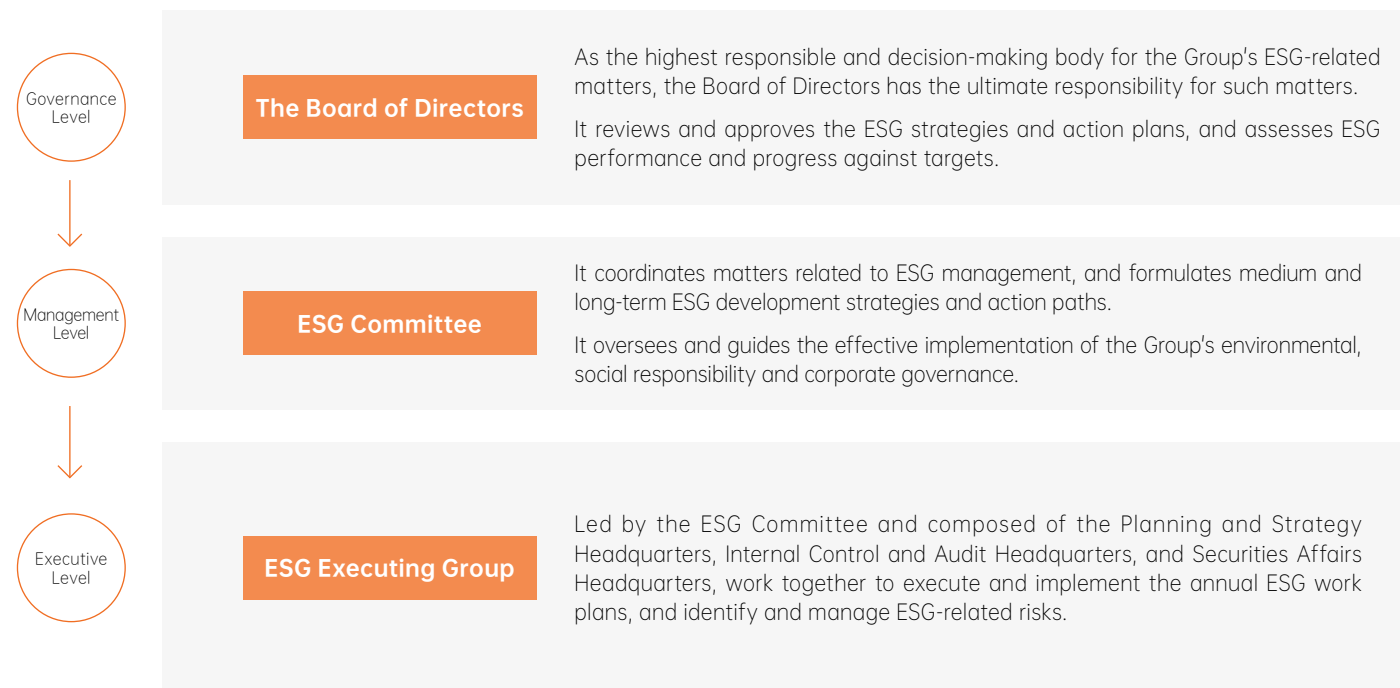 Governance
Level
The Board of Directors
As the highest responsible and decision-making body for the Group's ESG-related
matters, the Board of Directors has the ultimate responsibility for such matters.
It reviews and approves the ESG strategies and action plans, and assesses ESG
performance and progress against targets.
Management
Level
ESG Committee
It coordinates matters related to ESG management, and formulates medium and
long-term ESG development strategies and action paths.
It oversees and guides the effective implementation of the Group's environmental,
social responsibility and corporate governance.
Executive
Level
ESG Executing Group
Led by the ESG Committee and composed of the Planning and Strategy
Headquarters, Internal Control and Audit Headquarters, and Securities Affairs
Headquarters, work together to execute and implement the annual ESG work
plans, and identify and manage ESG-related risks.